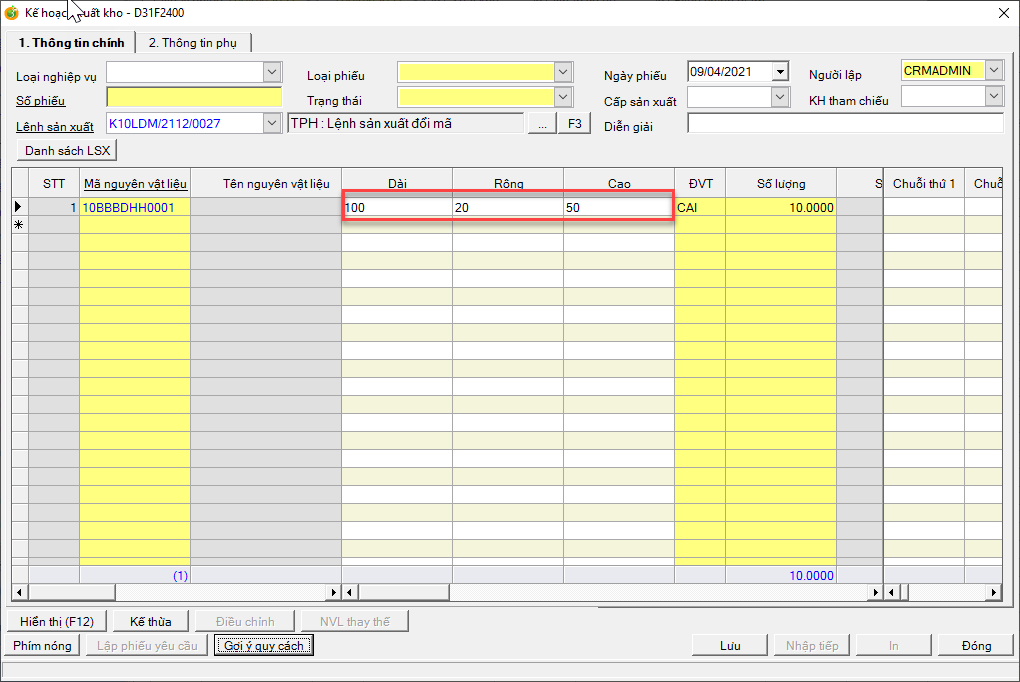 Kế hoạc uất kho - D31F2400
1. Thông tin chính 2. Thông tin phụ
Loại nghiệp vụ Loại phiếu Ngày phiếu 09/04/2021 Người lập CRMADMIN
Số phiếu Trạng thái Cấp sản xuất KH tham chiếu
Lệnh sản xuất K10LDM/2112/0027 TPH : Lệnh sản xuất đổi mã ... F3 Diễn giải
Danh sách LSX
STT Mã nguyên vật liệu Tên nguyên vật liệu Dài Rộng Cao ĐVT Số lượng S Chuỗi thứ 1 Chuỗ
1 10BBBDHH0001 100 20 50 CAI 10.0000
(1) 10.0000
Hiển thị (F12) Kế thừa Điều chỉnh NVL thay thế
Phím nóng Lập phiếu yêu cầu Gợi ý quy cách Lưu Nhập tiếp In Đóng